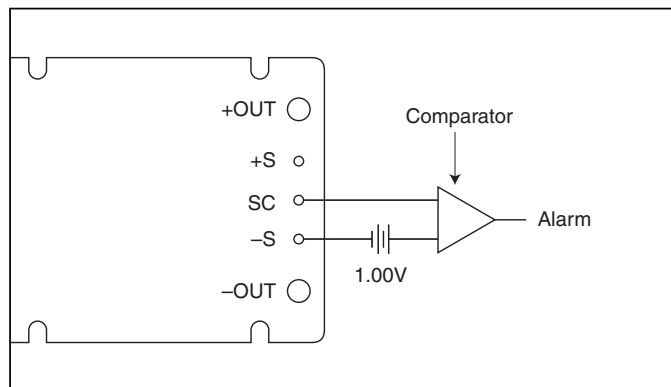 +OUT
Comparator
+S
SC
Alarm
–S
1.00V
–OUT